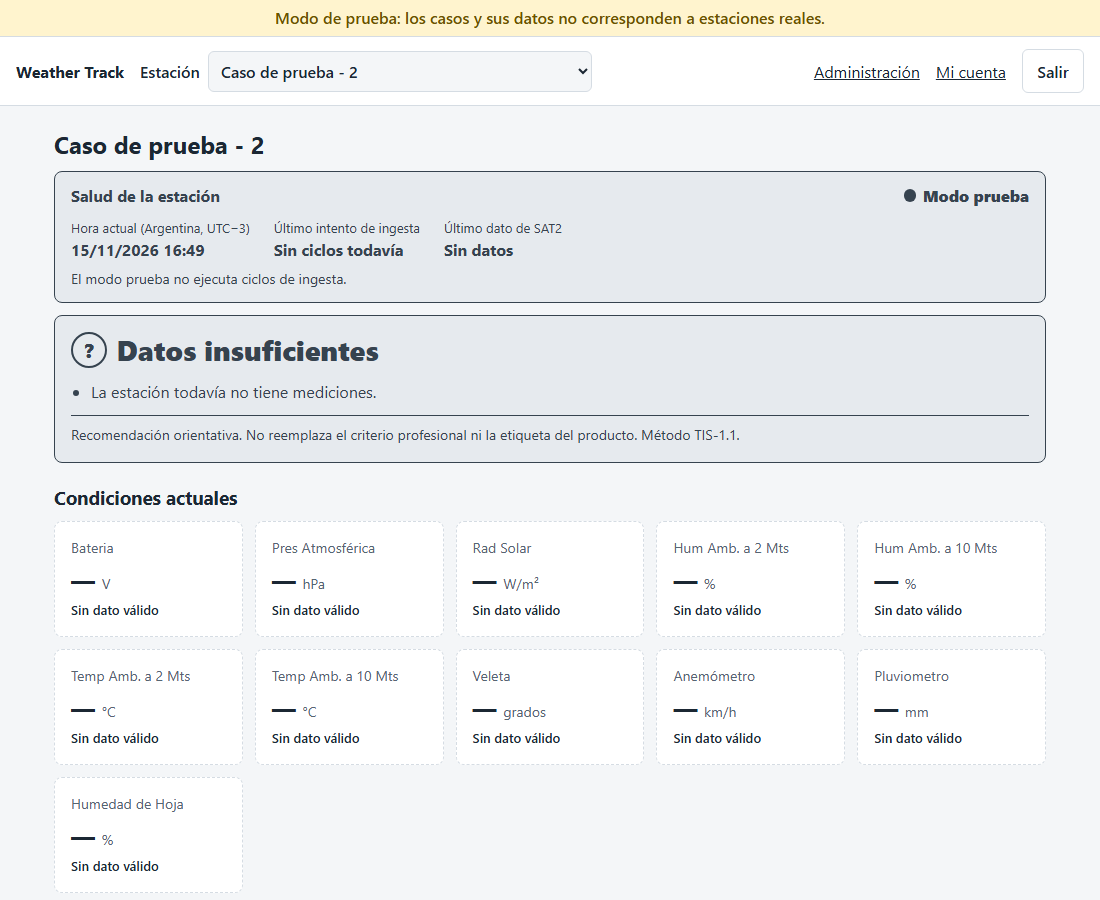 Modo de prueba: los casos y sus datos no corresponden a estaciones reales.
Weather Track Estación Caso de prueba - 2 Administración Mi cuenta Salir
Caso de prueba - 2
Salud de la estación Modo prueba
Hora actual (Argentina, UTC−3) Último intento de ingesta Último dato de SAT2
15/11/2026 16:49 Sin ciclos todavía Sin datos
El modo prueba no ejecuta ciclos de ingesta.
? Datos insuficientes
• La estación todavía no tiene mediciones.
Recomendación orientativa. No reemplaza el criterio profesional ni la etiqueta del producto. Método TIS-1.1.
Condiciones actuales
Bateria Pres Atmosférica Rad Solar Hum Amb. a 2 Mts Hum Amb. a 10 Mts
— V — hPa — W/m² — % — %
Sin dato válido Sin dato válido Sin dato válido Sin dato válido Sin dato válido
Temp Amb. a 2 Mts Temp Amb. a 10 Mts Veleta Anemómetro Pluviometro
— °C — °C — grados — km/h — mm
Sin dato válido Sin dato válido Sin dato válido Sin dato válido Sin dato válido
Humedad de Hoja
— %
Sin dato válido